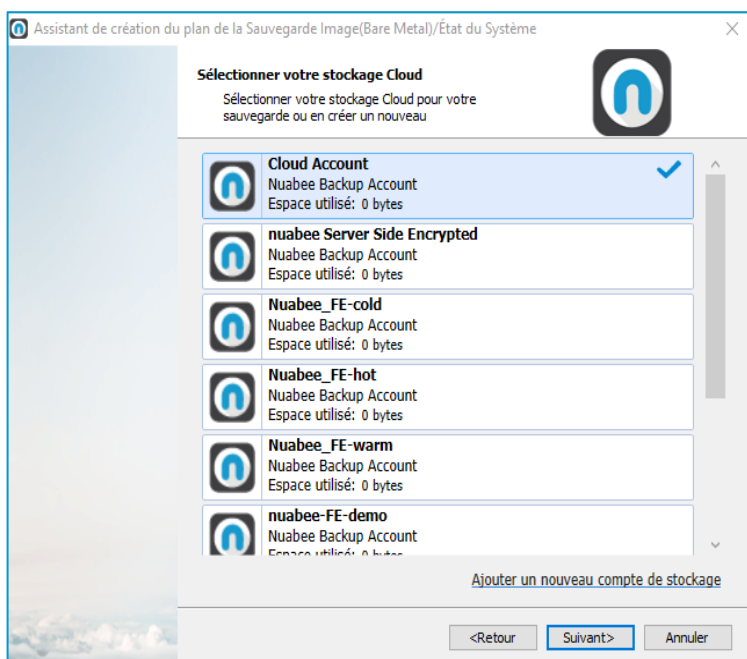 Assistant de création du plan de la Sauvegarde Image(Bare Metal)/État du Système
Sélectionner votre stockage Cloud
Sélectionner votre stockage Cloud pour votre
sauvegarde ou en créer un nouveau
Cloud Account
Nuabee Backup Account
Espace utilisé: 0 bytes
nuabee Server Side Encrypted
Nuabee Backup Account
Espace utilisé: 0 bytes
Nuabee_FE-cold
Nuabee Backup Account
Espace utilisé: 0 bytes
Nuabee_FE-hot
Nuabee Backup Account
Espace utilisé: 0 bytes
Nuabee_FE-warm
Nuabee Backup Account
Espace utilisé: 0 bytes
nuabee-FE-demo
Nuabee Backup Account
Espace utilisé: 0 bytes
Ajouter un nouveau compte de stockage
<Retour
Suivant>
Annuler